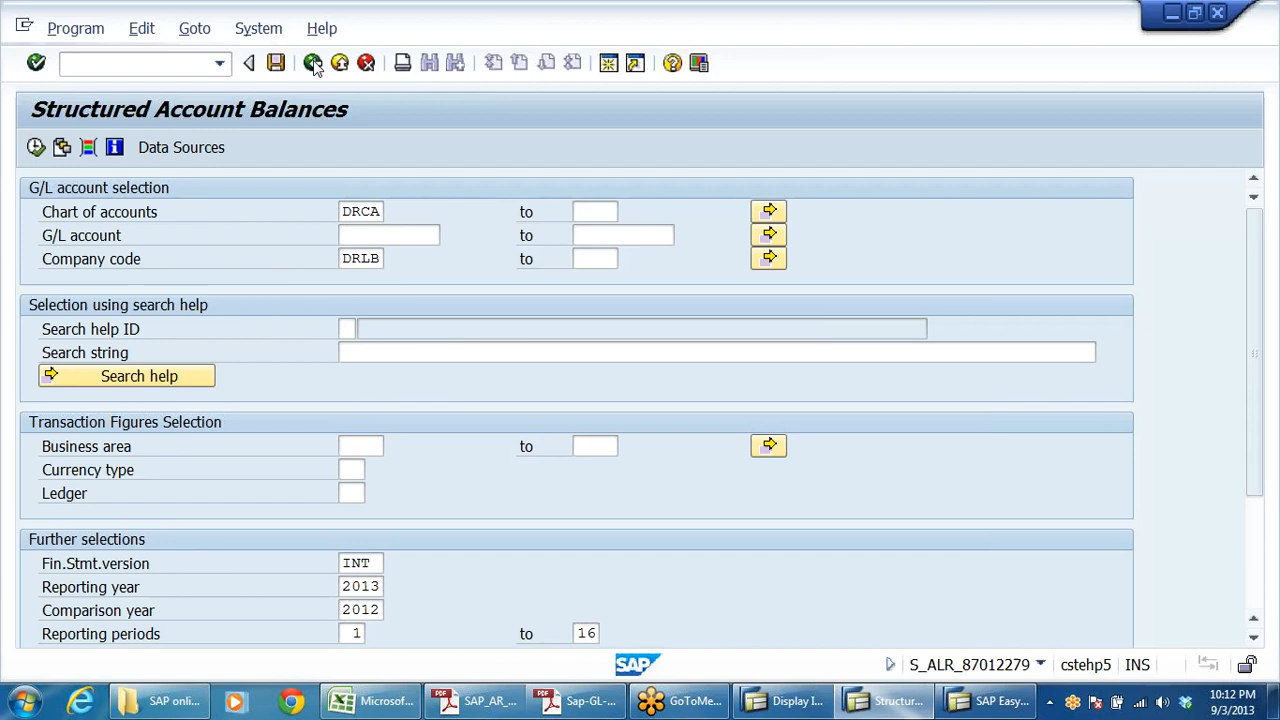 Program Edit Goto System Help
Structured Account Balances
Data Sources
G/L account selection
Chart of accounts DRCA to
G/L account to
Company code DRLB to
Selection using search help
Search help ID
Search string
Search help
Transaction Figures Selection
Business area to
Currency type
Ledger
Further selections
Fin.Stmt.version INT
Reporting year 2013
Comparison year 2012
Reporting periods 1 to 16
SAP S_ALR_87012279 cstehp5 INS
SAP onli... Microsof... PDF SAP_AR_... PDF Sap-GL-... GoToMe... Display I... Structur... SAP Easy... 10:12 PM
9/3/2013